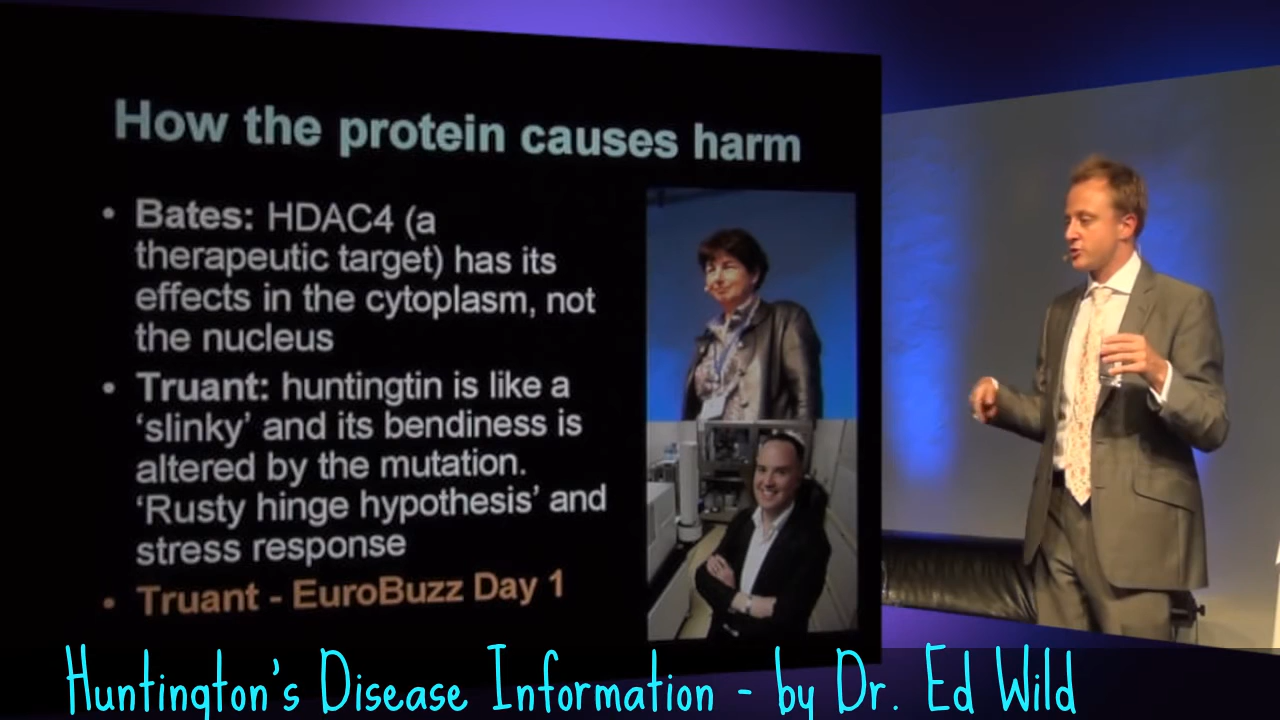 How the protein causes harm
• Bates: HDAC4 (a
therapeutic target) has its
effects in the cytoplasm, not
the nucleus
• Truant: huntingtin is like a
‘slinky’ and its bendiness is
altered by the mutation.
‘Rusty hinge hypothesis’ and
stress response
• Truant - EuroBuzz Day 1
Huntington's Disease Information - by Dr. Ed Wild